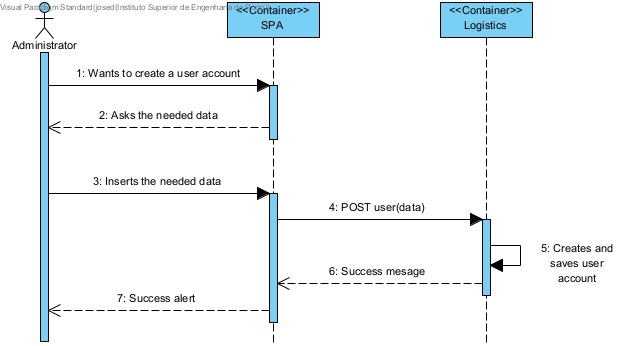 Visual Paradigm Standard(josed(Instituto Superior de Engenharia do
<<Container>>
SPA
<<Container>>
Logistics
Administrator
1: Wants to create a user account
2: Asks the needed data
3: Inserts the needed data
4: POST user(data)
5: Creates and
saves user
account
6: Success mesage
7: Success alert